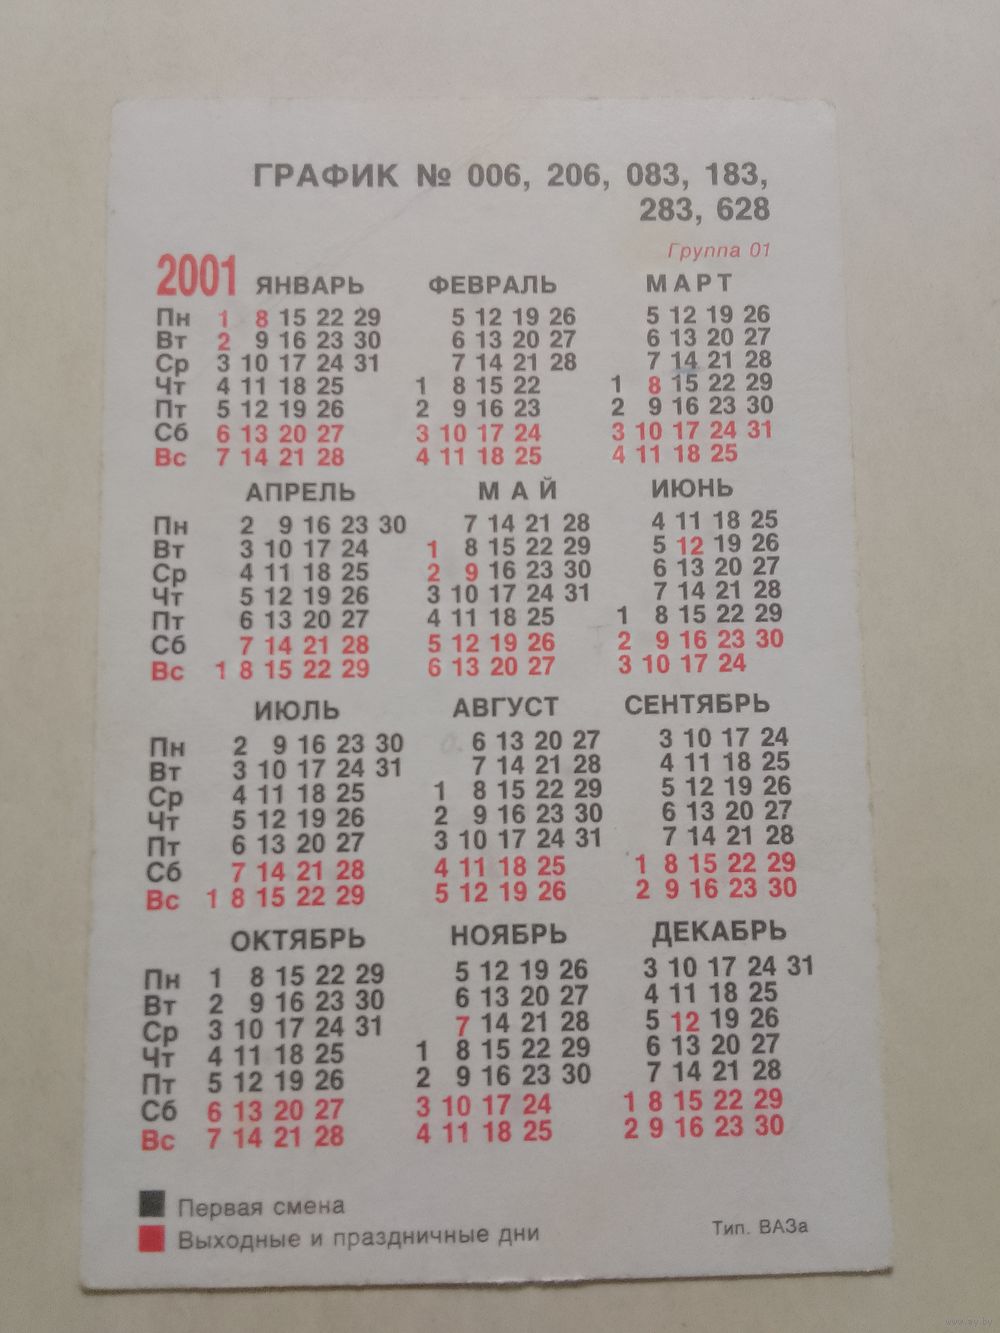 ГРАФИК № 006, 206, 083, 183,
283, 628
Группа 01
2001 ЯНВАРЬ ФЕВРАЛЬ МАРТ
Пн 1 8 15 22 29 5 12 19 26 5 12 19 26
Вт 2 9 16 23 30 6 13 20 27 6 13 20 27
Ср 3 10 17 24 31 7 14 21 28 7 14 21 28
Чт 4 11 18 25 1 8 15 22 1 8 15 22 29
Пт 5 12 19 26 2 9 16 23 2 9 16 23 30
Сб 6 13 20 27 3 10 17 24 3 10 17 24 31
Вс 7 14 21 28 4 11 18 25 4 11 18 25
АПРЕЛЬ МАЙ ИЮНЬ
Пн 2 9 16 23 30 7 14 21 28 4 11 18 25
Вт 3 10 17 24 1 8 15 22 29 5 12 19 26
Ср 4 11 18 25 2 9 16 23 30 6 13 20 27
Чт 5 12 19 26 3 10 17 24 31 7 14 21 28
Пт 6 13 20 27 4 11 18 25 1 8 15 22 29
Сб 7 14 21 28 5 12 19 26 2 9 16 23 30
Вс 1 8 15 22 29 6 13 20 27 3 10 17 24
ИЮЛЬ АВГУСТ СЕНТЯБРЬ
Пн 2 9 16 23 30 6 13 20 27 3 10 17 24
Вт 3 10 17 24 31 7 14 21 28 4 11 18 25
Ср 4 11 18 25 1 8 15 22 29 5 12 19 26
Чт 5 12 19 26 2 9 16 23 30 6 13 20 27
Пт 6 13 20 27 3 10 17 24 31 7 14 21 28
Сб 7 14 21 28 4 11 18 25 1 8 15 22 29
Вс 1 8 15 22 29 5 12 19 26 2 9 16 23 30
ОКТЯБРЬ НОЯБРЬ ДЕКАБРЬ
Пн 1 8 15 22 29 5 12 19 26 3 10 17 24 31
Вт 2 9 16 23 30 6 13 20 27 4 11 18 25
Ср 3 10 17 24 31 7 14 21 28 5 12 19 26
Чт 4 11 18 25 1 8 15 22 29 6 13 20 27
Пт 5 12 19 26 2 9 16 23 30 7 14 21 28
Сб 6 13 20 27 3 10 17 24 1 8 15 22 29
Вс 7 14 21 28 4 11 18 25 2 9 16 23 30
Первая смена
Выходные и праздничные дни
Тип. ВАЗа
www.ay.by